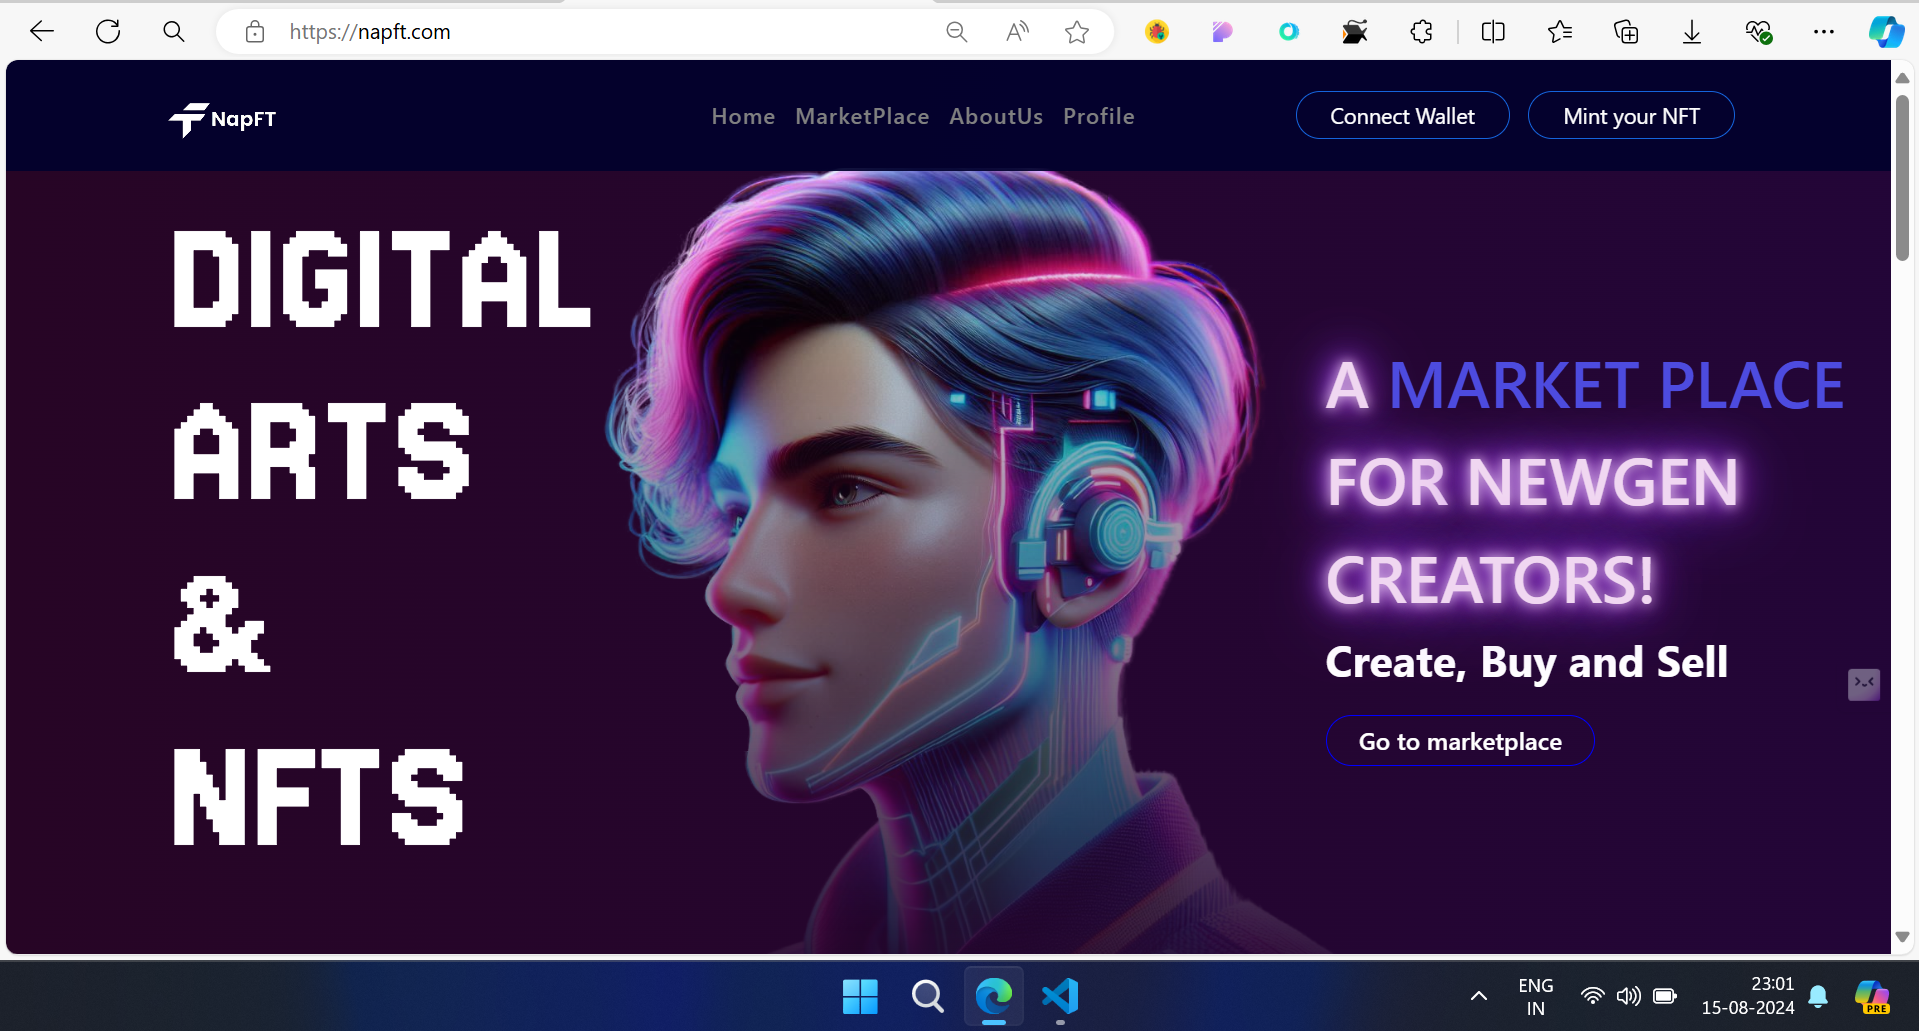 https://napft.com
NapFT
Home MarketPlace AboutUs Profile
Connect Wallet
Mint your NFT
DIGITAL
ARTS
&
NFTS
A MARKET PLACE
FOR NEWGEN
CREATORS!
Create, Buy and Sell
Go to marketplace
ENG
IN
23:01
15-08-2024
PRE